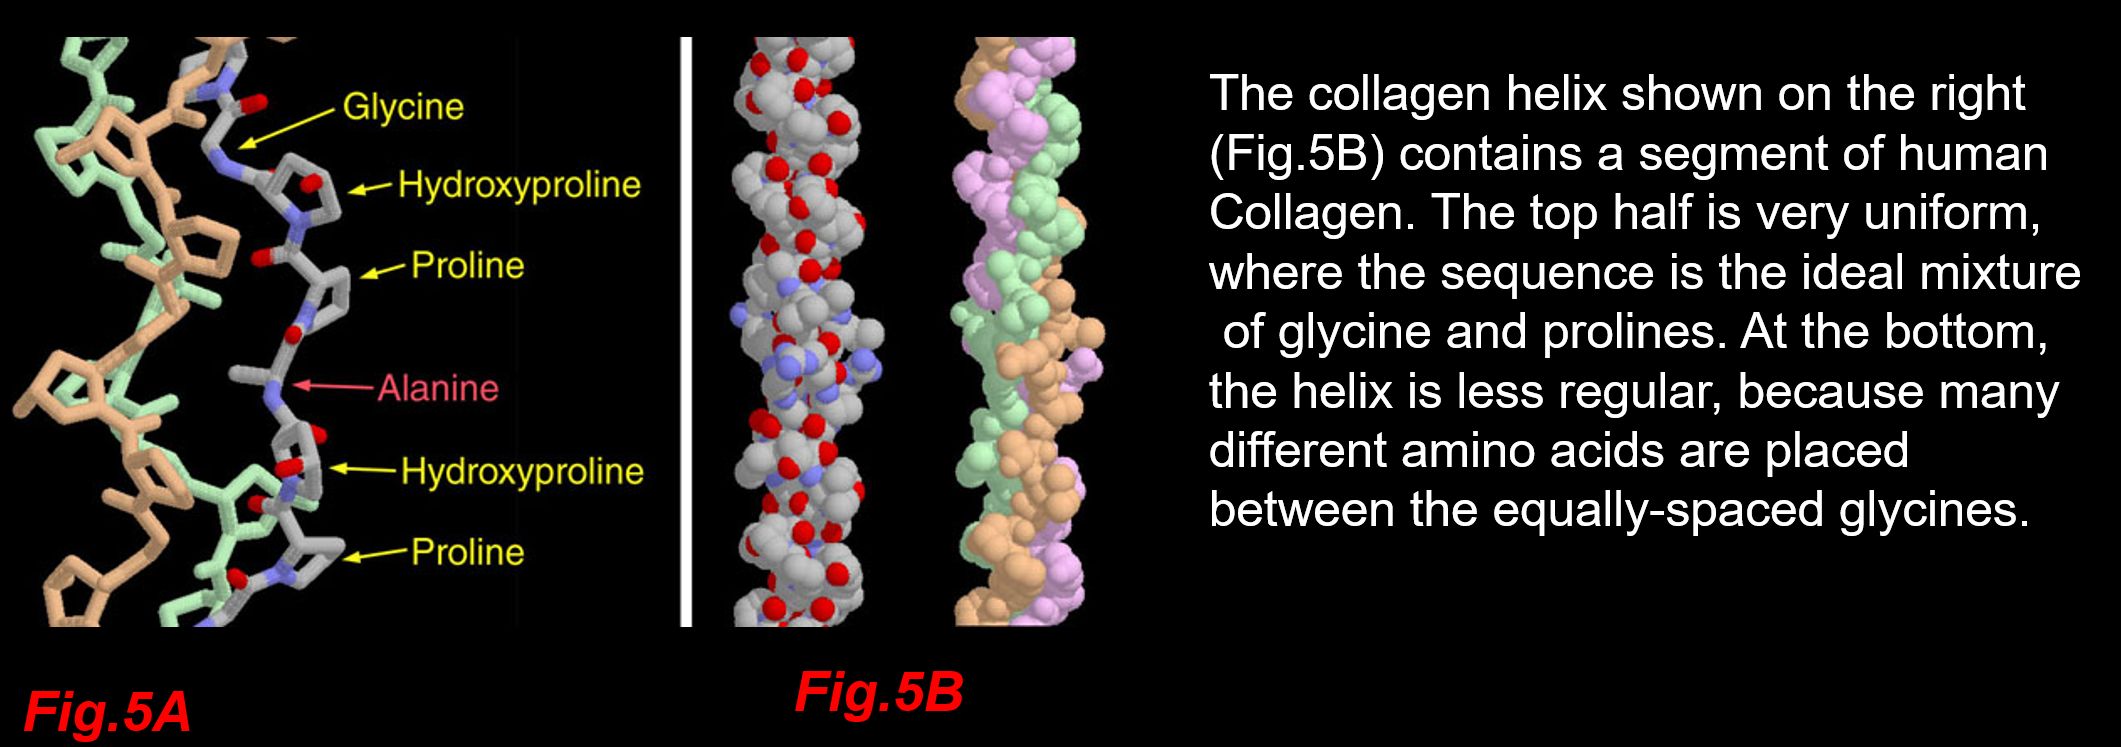 Glycine
Hydroxyproline
Proline
Alanine
Hydroxyproline
Proline
Fig.5A
Fig.5B
The collagen helix shown on the right
(Fig.5B) contains a segment of human
Collagen. The top half is very uniform,
where the sequence is the ideal mixture
of glycine and prolines. At the bottom,
the helix is less regular, because many
different amino acids are placed
between the equally-spaced glycines.